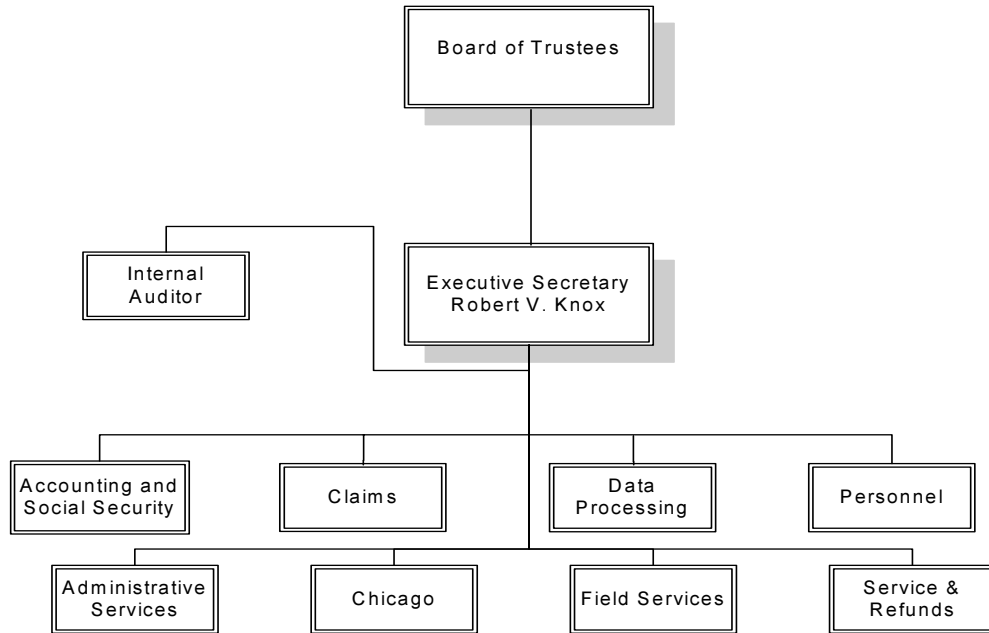 Board of Trustees
Internal
Auditor
Executive Secretary
Robert V. Knox
Accounting and
Social Security
Claims
Data
Processing
Personnel
Administrative
Services
Chicago
Field Services
Service &
Refunds